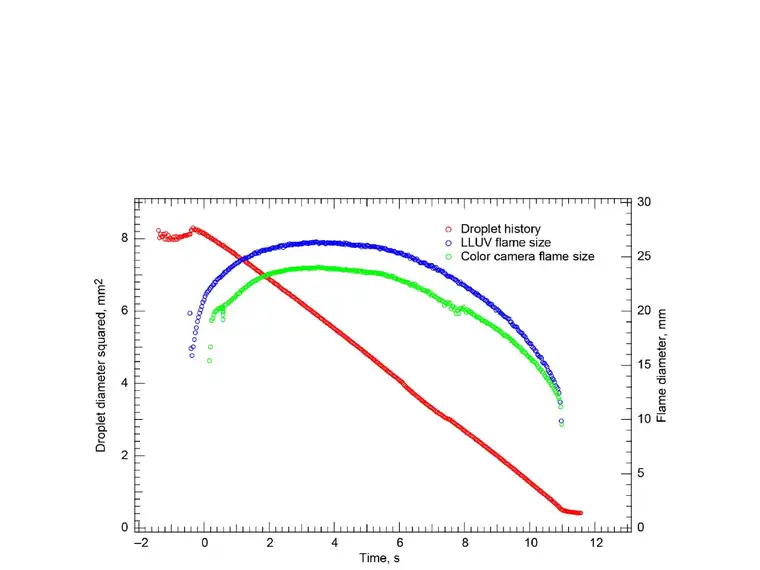 Droplet history
LLUV flame size
Color camera flame size
Droplet diameter squared, mm2
8
6
4
2
0
30
25
20
15
10
5
0
Flame diameter, mm
–2 0 2 4 6 8 10 12
Time, s